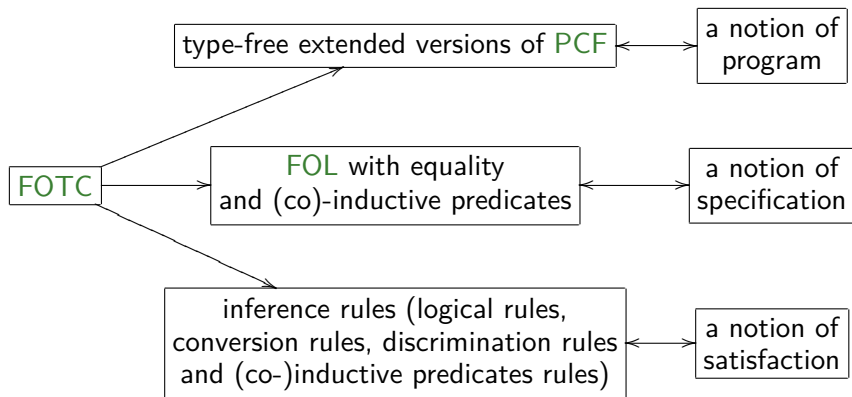 type-free extended versions of PCF
a notion of
program
FOTC
FOL with equality
and (co)-inductive predicates
a notion of
specification
inference rules (logical rules,
conversion rules, discrimination rules
and (co-)inductive predicates rules)
a notion of
satisfaction